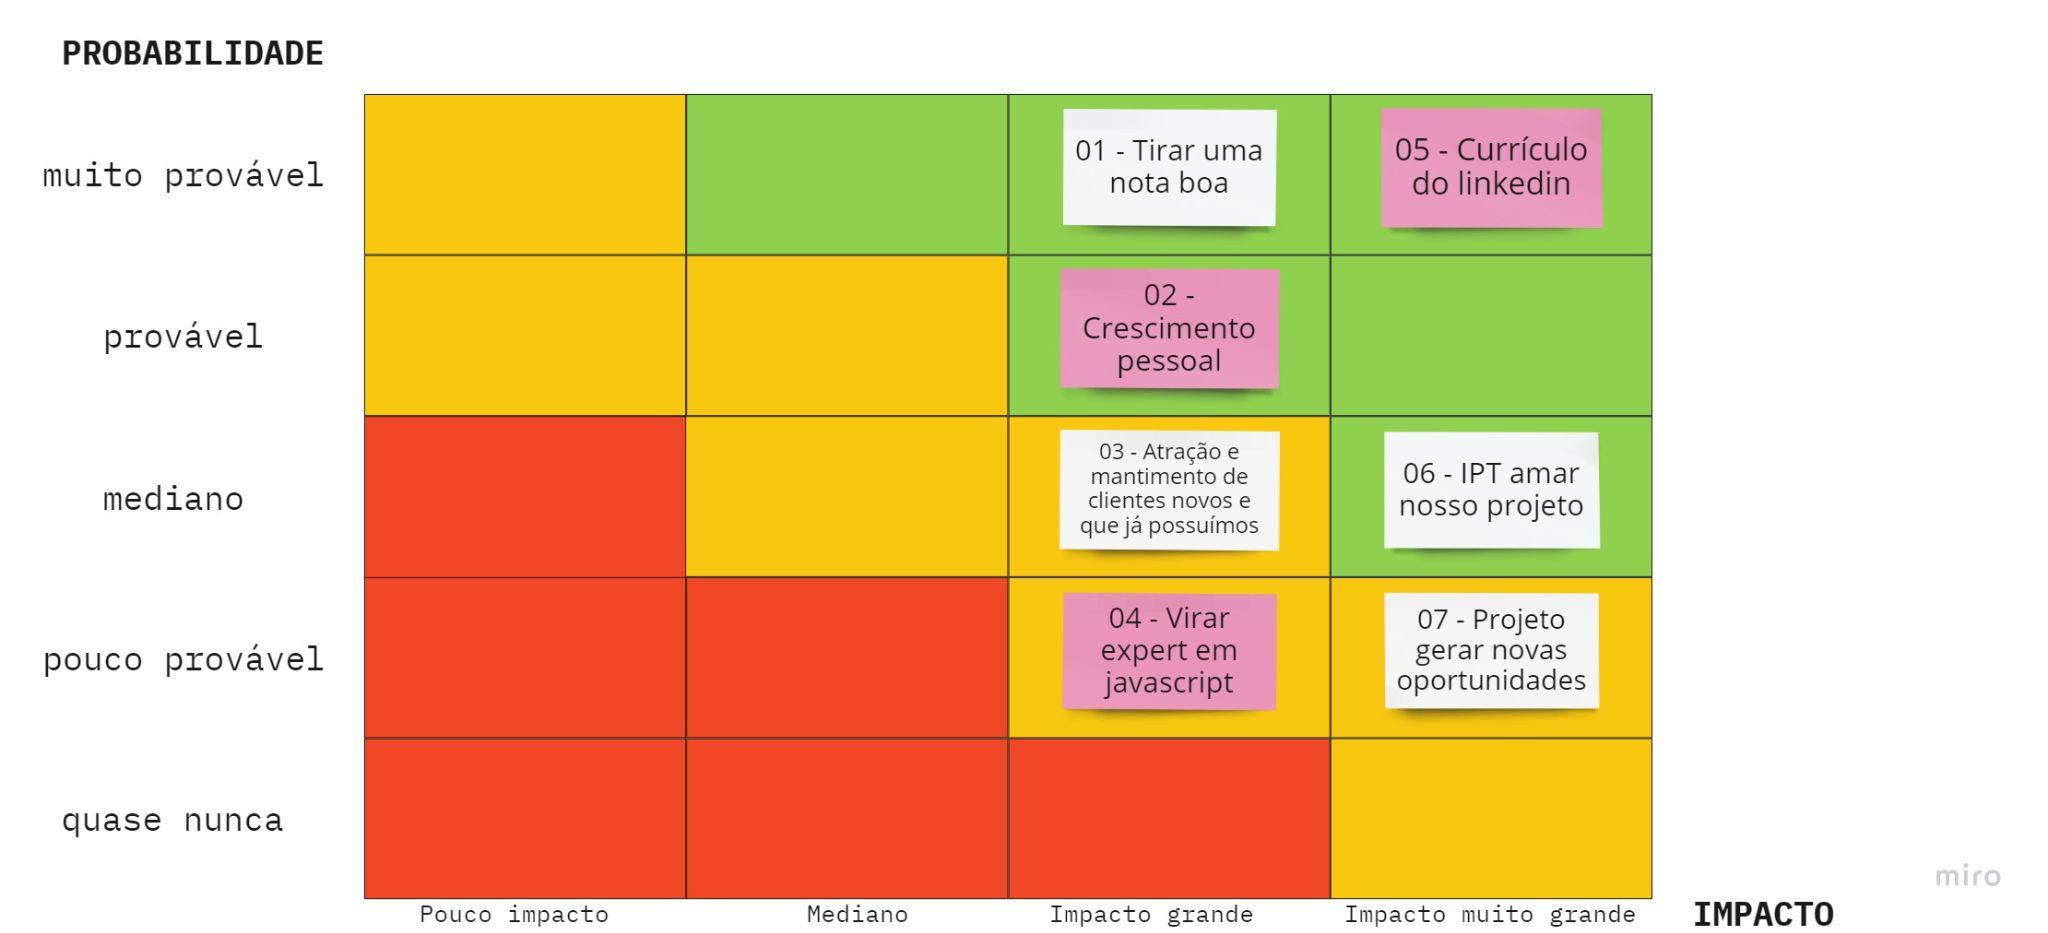 PROBABILIDADE
muito provável
01 - Tirar uma
nota boa
05 - Currículo
do linkedin
provável
02 -
Crescimento
pessoal
mediano
03 - Atração e
mantimento de
clientes novos e
que já possuímos
06 - IPT amar
nosso projeto
pouco provável
04 - Virar
expert em
javascript
07 - Projeto
gerar novas
oportunidades
quase nunca
miro
Pouco impacto
Mediano
Impacto grande
Impacto muito grande
IMPACTO